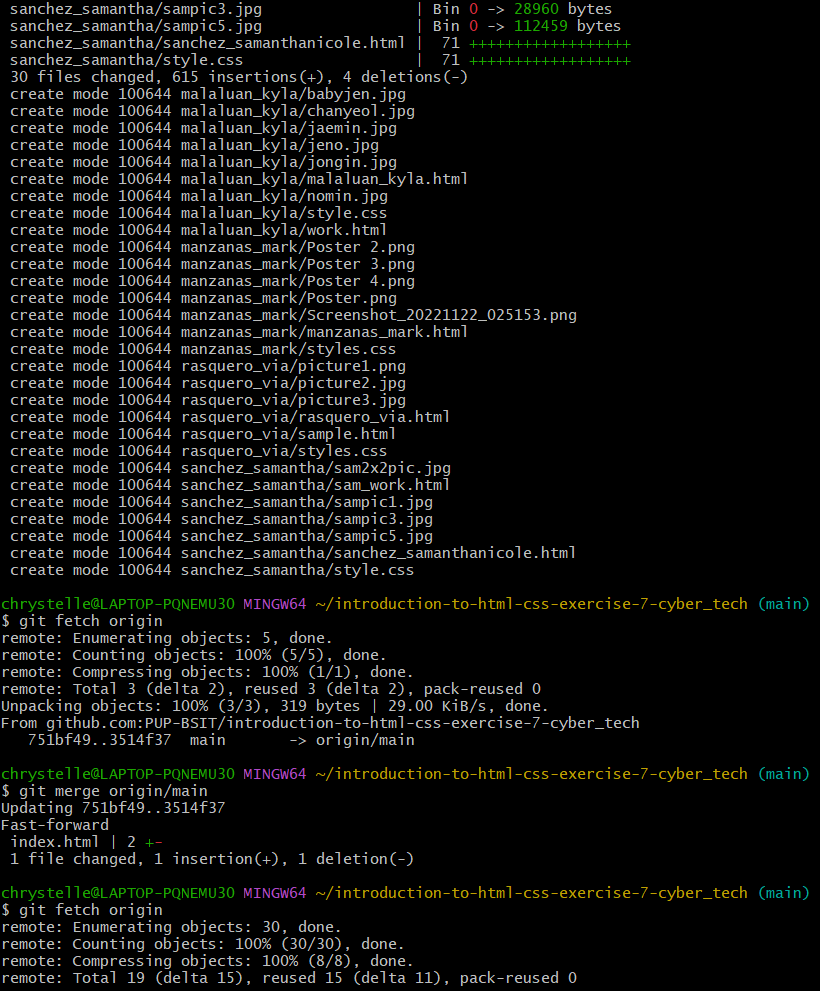 sanchez_samantha/sampic3.jpg | Bin 0 -> 28960 bytes
sanchez_samantha/sampic5.jpg | Bin 0 -> 112459 bytes
sanchez_samantha/sanchez_samanthanicole.html | 71 ++++++++++++++++++
sanchez_samantha/style.css | 71 ++++++++++++++++++
30 files changed, 615 insertions(+), 4 deletions(-)
create mode 100644 malaluan_kyla/babyjen.jpg
create mode 100644 malaluan_kyla/chanyeol.jpg
create mode 100644 malaluan_kyla/jaemin.jpg
create mode 100644 malaluan_kyla/jeno.jpg
create mode 100644 malaluan_kyla/jongin.jpg
create mode 100644 malaluan_kyla/malaluan_kyla.html
create mode 100644 malaluan_kyla/nomin.jpg
create mode 100644 malaluan_kyla/style.css
create mode 100644 malaluan_kyla/work.html
create mode 100644 manzanas_mark/Poster 2.png
create mode 100644 manzanas_mark/Poster 3.png
create mode 100644 manzanas_mark/Poster 4.png
create mode 100644 manzanas_mark/Poster.png
create mode 100644 manzanas_mark/Screenshot_20221122_025153.png
create mode 100644 manzanas_mark/manzanas_mark.html
create mode 100644 manzanas_mark/styles.css
create mode 100644 rasquero_via/picture1.png
create mode 100644 rasquero_via/picture2.jpg
create mode 100644 rasquero_via/picture3.jpg
create mode 100644 rasquero_via/rasquero_via.html
create mode 100644 rasquero_via/sample.html
create mode 100644 rasquero_via/styles.css
create mode 100644 sanchez_samantha/sam2x2pic.jpg
create mode 100644 sanchez_samantha/sam_work.html
create mode 100644 sanchez_samantha/sampic1.jpg
create mode 100644 sanchez_samantha/sampic3.jpg
create mode 100644 sanchez_samantha/sampic5.jpg
create mode 100644 sanchez_samantha/sanchez_samanthanicole.html
create mode 100644 sanchez_samantha/style.css
chrystelle@LAPTOP-PQNEMU30 MINGW64 ~/introduction-to-html-css-exercise-7-cyber_tech (main)
$ git fetch origin
remote: Enumerating objects: 5, done.
remote: Counting objects: 100% (5/5), done.
remote: Compressing objects: 100% (1/1), done.
remote: Total 3 (delta 2), reused 3 (delta 2), pack-reused 0
Unpacking objects: 100% (3/3), 319 bytes | 29.00 KiB/s, done.
From github.com:PUP-BSIT/introduction-to-html-css-exercise-7-cyber_tech
751bf49..3514f37 main -> origin/main
chrystelle@LAPTOP-PQNEMU30 MINGW64 ~/introduction-to-html-css-exercise-7-cyber_tech (main)
$ git merge origin/main
Updating 751bf49..3514f37
Fast-forward
index.html | 2 +-
1 file changed, 1 insertion(+), 1 deletion(-)
chrystelle@LAPTOP-PQNEMU30 MINGW64 ~/introduction-to-html-css-exercise-7-cyber_tech (main)
$ git fetch origin
remote: Enumerating objects: 30, done.
remote: Counting objects: 100% (30/30), done.
remote: Compressing objects: 100% (8/8), done.
remote: Total 19 (delta 15), reused 15 (delta 11), pack-reused 0